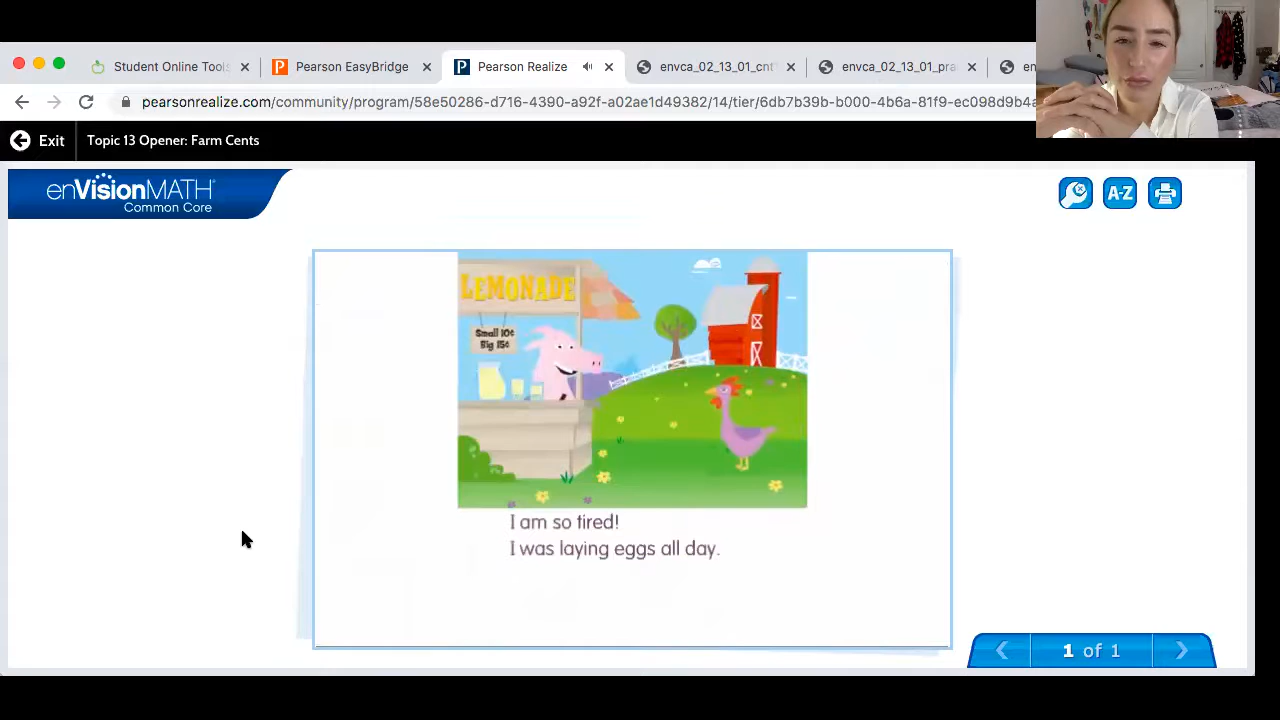 Student Online Tools
Pearson EasyBridge
Pearson Realize
envca_02_13_01_cnt
envca_02_13_01_pra
en
pearsonrealize.com/community/program/58e50286-d716-4390-a92f-a02ae1d49382/14/tier/6db7b39b-b000-4b6a-81f9-ec098d9b4a
Exit
Topic 13 Opener: Farm Cents
enVisionMATH
Common Core
A-Z
LEMONADE
Small 10¢
Big 15¢
I am so tired!
I was laying eggs all day.
1 of 1